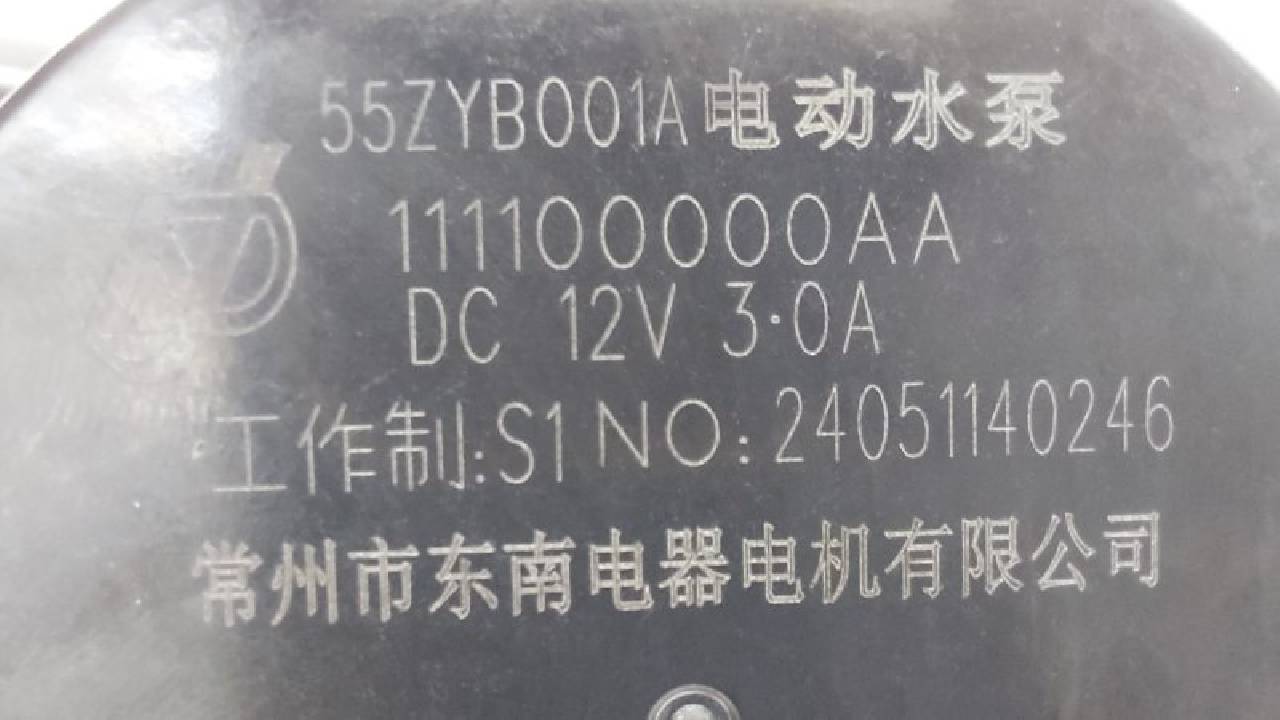 55ZYB001A电动水泵
111100000AA
DC 12V 3.0A
工作制:S1 NO:24051140246
常州市东南电器电机有限公司